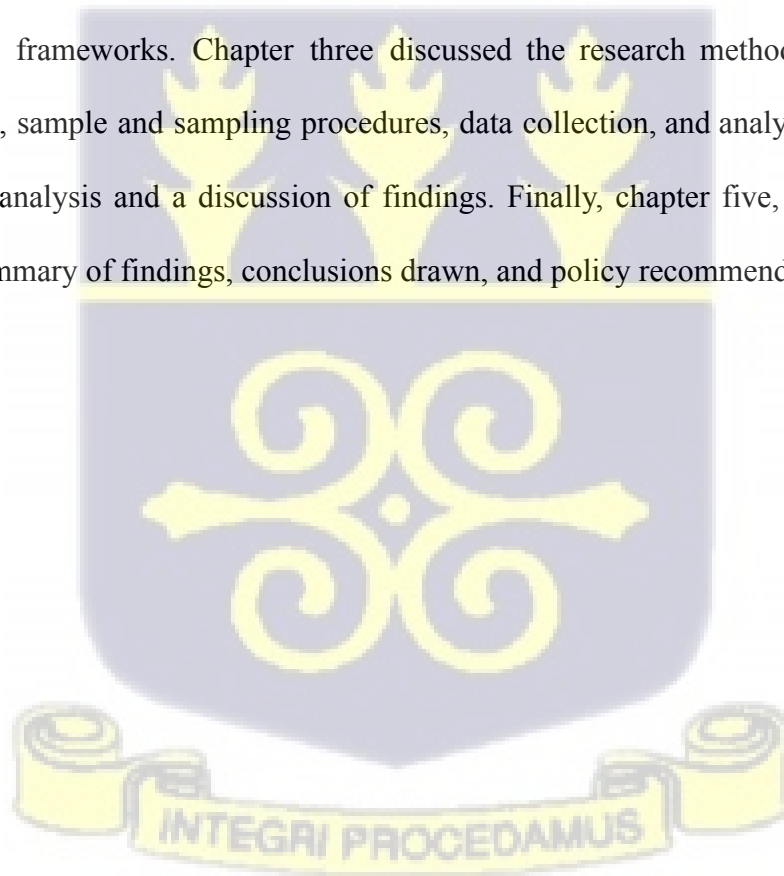 frameworks. Chapter three discussed the research method
, sample and sampling procedures, data collection, and analy
analysis and a discussion of findings. Finally, chapter five,
mmary of findings, conclusions drawn, and policy recommend
INTEGRI PROCEDAMUS